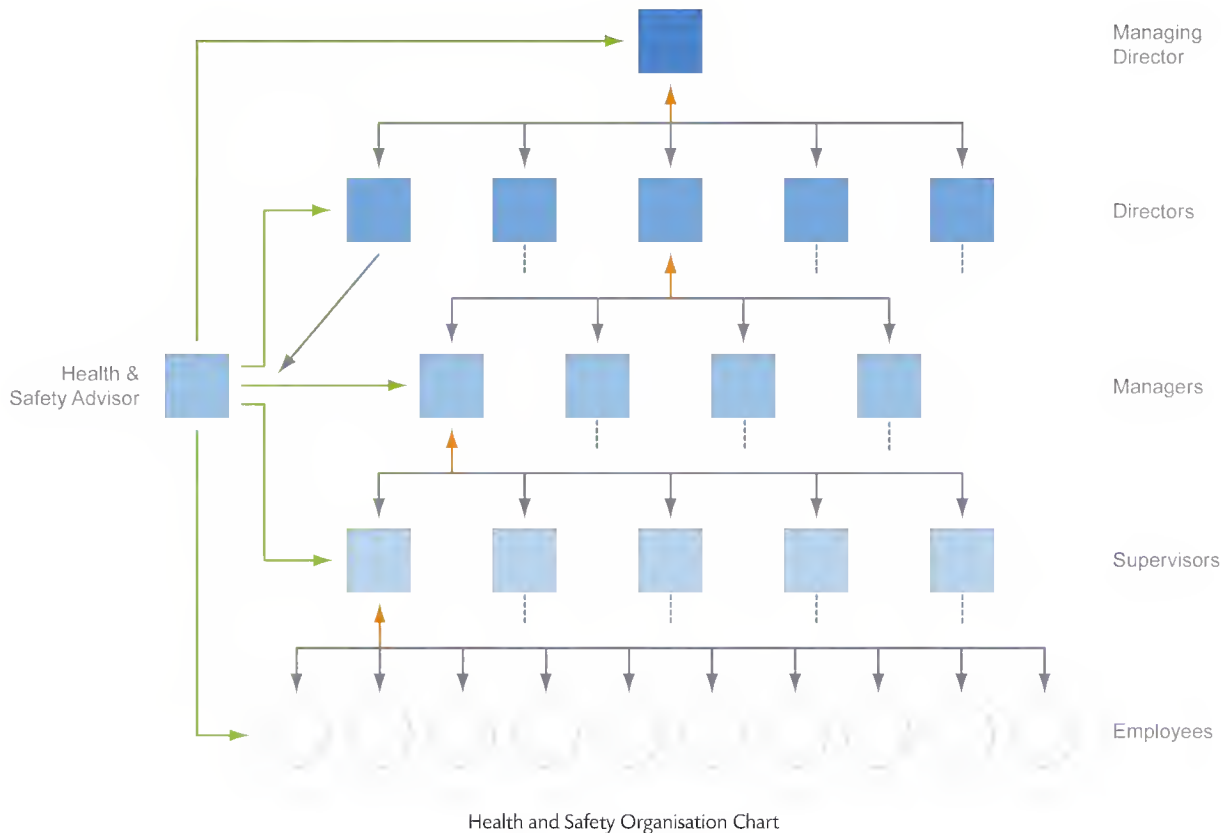 Managing
Director
Directors
Health &
Safety Advisor
Managers
Supervisors
Employees
Health and Safety Organisation Chart